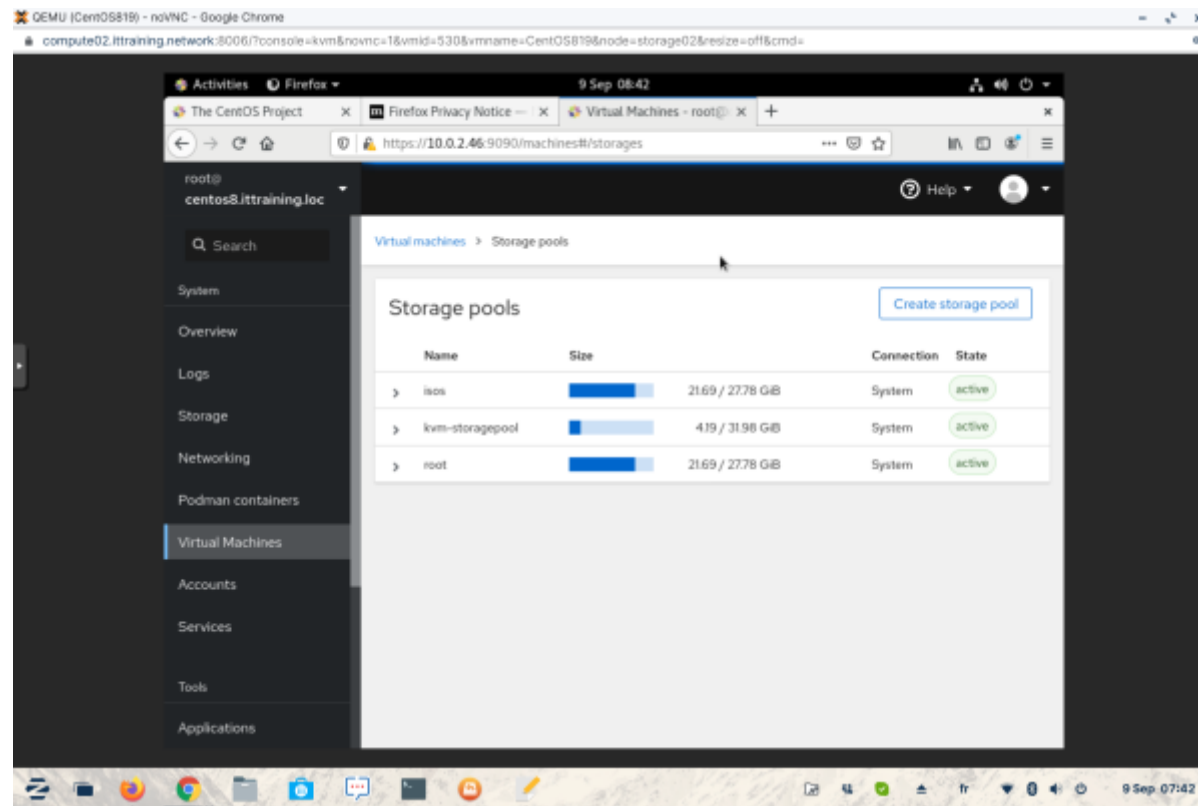 QEMU (CentOS819) - noVNC - Google Chrome
compute02.ittraining.network:8006/?console=kvm&novnc=1&vmid=530&vmname=CentOS819&node=storage02&resize=off&cmd=
Activities Firefox 9 Sep 08:42
The CentOS Project Firefox Privacy Notice — Virtual Machines - root@
https://10.0.2.46:9090/machines#/storages
root@
centos8.ittraining.loc
Help
Search
Virtual machines > Storage pools
System
Storage pools
Create storage pool
Overview
Name Size Connection State
Logs
isos 21.69 / 27.78 GiB System active
Storage
kvm-storagepool 4.19 / 31.98 GiB System active
Networking
root 21.69 / 27.78 GiB System active
Podman containers
Virtual Machines
Accounts
Services
Tools
Applications
fr 9 Sep 07:42